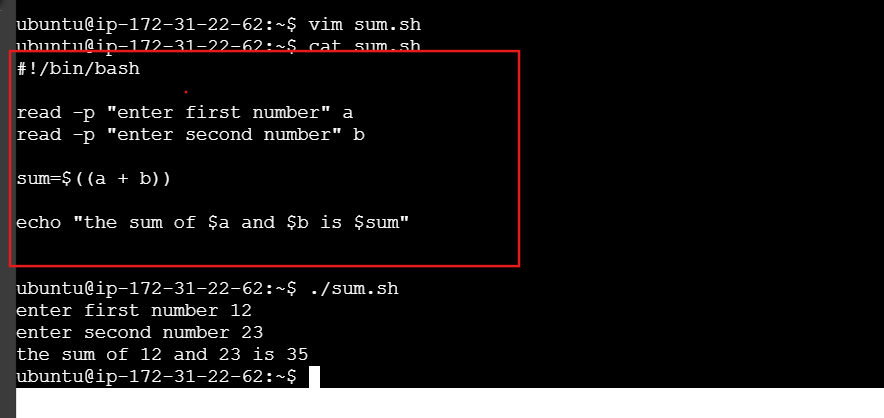 ubuntu@ip-172-31-22-62:~$ vim sum.sh
ubuntu@ip-172-31-22-62:~$ cat sum.sh
#!/bin/bash
read -p "enter first number" a
read -p "enter second number" b
sum=$((a + b))
echo "the sum of $a and $b is $sum"
ubuntu@ip-172-31-22-62:~$ ./sum.sh
enter first number 12
enter second number 23
the sum of 12 and 23 is 35
ubuntu@ip-172-31-22-62:~$